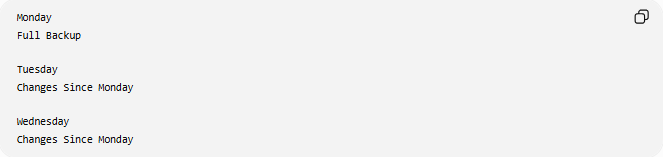 Monday
Full Backup
Tuesday
Changes Since Monday
Wednesday
Changes Since Monday